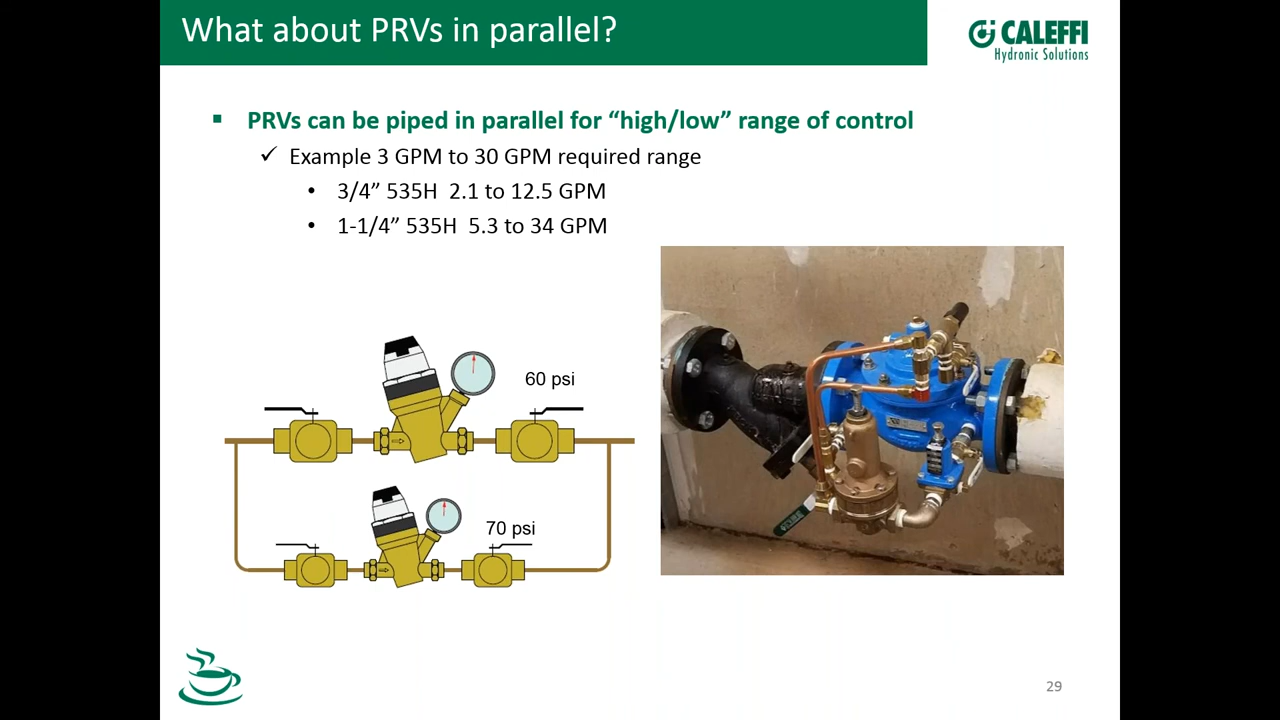 What about PRVs in parallel?
CALEFFI
Hydronic Solutions
▪ PRVs can be piped in parallel for “high/low” range of control
✓ Example 3 GPM to 30 GPM required range
• 3/4” 535H 2.1 to 12.5 GPM
• 1-1/4” 535H 5.3 to 34 GPM
60 psi
70 psi
29